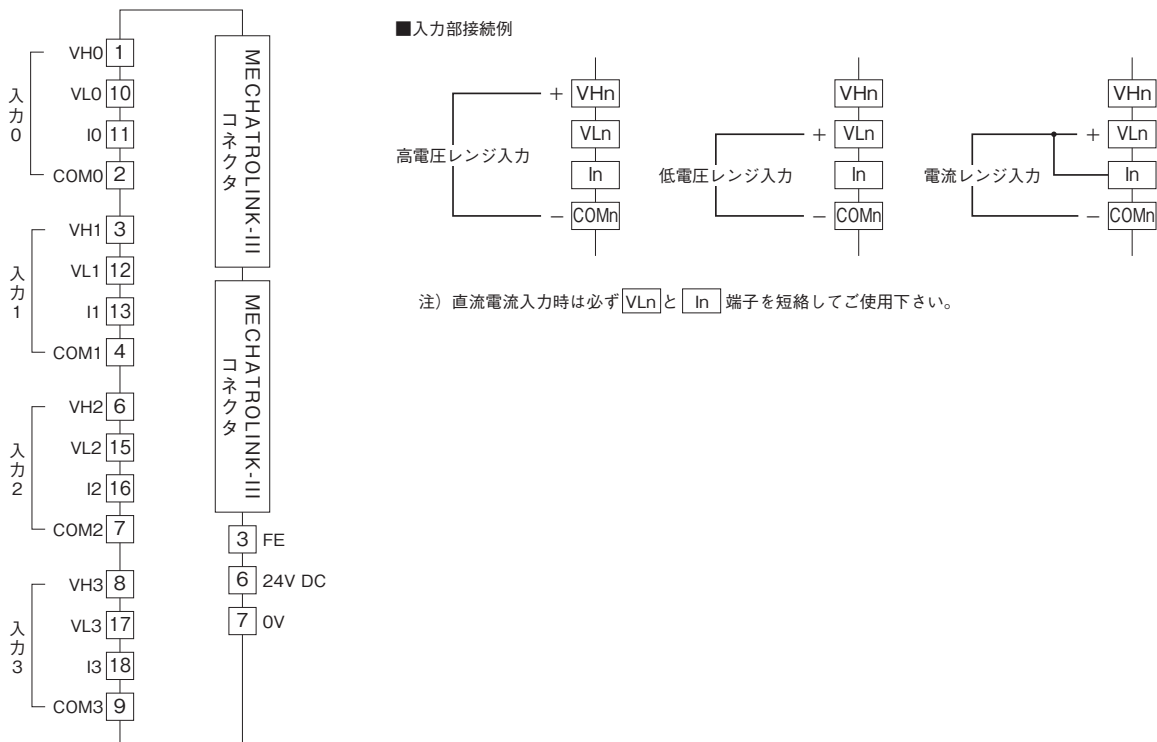 ■入力部接続例
入力0
VH0 1
VL0 10
I0 11
COM0 2
入力1
VH1 3
VL1 12
I1 13
COM1 4
入力2
VH2 6
VL2 15
I2 16
COM2 7
入力3
VH3 8
VL3 17
I3 18
COM3 9
MECHATROLINK-III
コネクタ
MECHATROLINK-III
コネクタ
3 FE
6 24V DC
7 0V
高電圧レンジ入力
+ VHn
VLn
In
− COMn
低電圧レンジ入力
VHn
+ VLn
In
− COMn
電流レンジ入力
VHn
+ VLn
In
− COMn
注）直流電流入力時は必ず VLn と In 端子を短絡してご使用下さい。